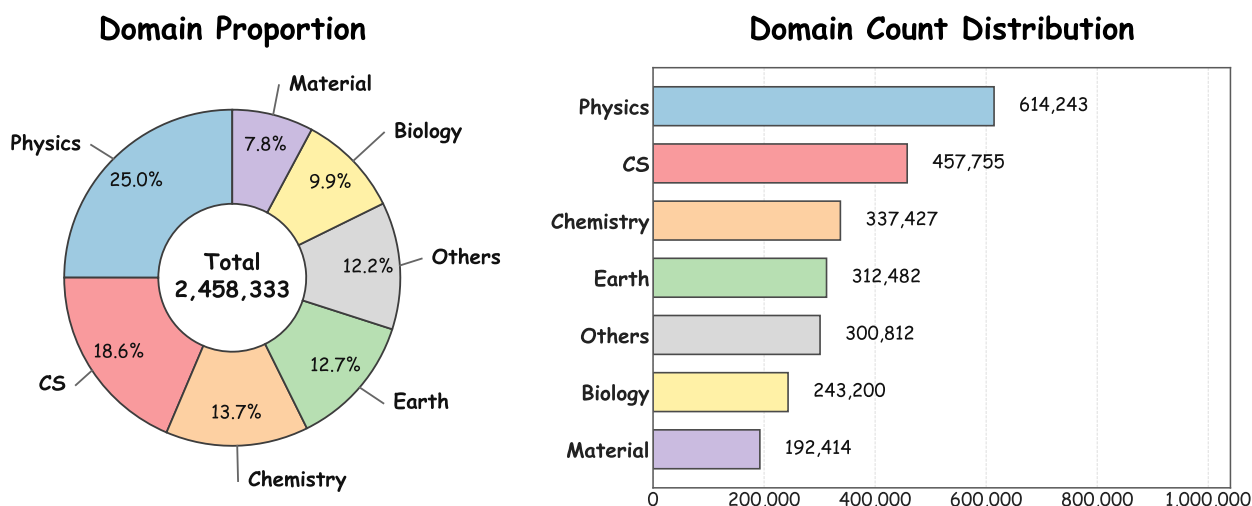 Domain Proportion
Material
7.8%
Biology
9.9%
Physics
25.0%
Others
12.2%
Total
2,458,333
18.6%
CS
12.7%
Earth
13.7%
Chemistry
Domain Count Distribution
Physics 614,243
CS 457,755
Chemistry 337,427
Earth 312,482
Others 300,812
Biology 243,200
Material 192,414
0 200,000 400,000 600,000 800,000 1,000,000